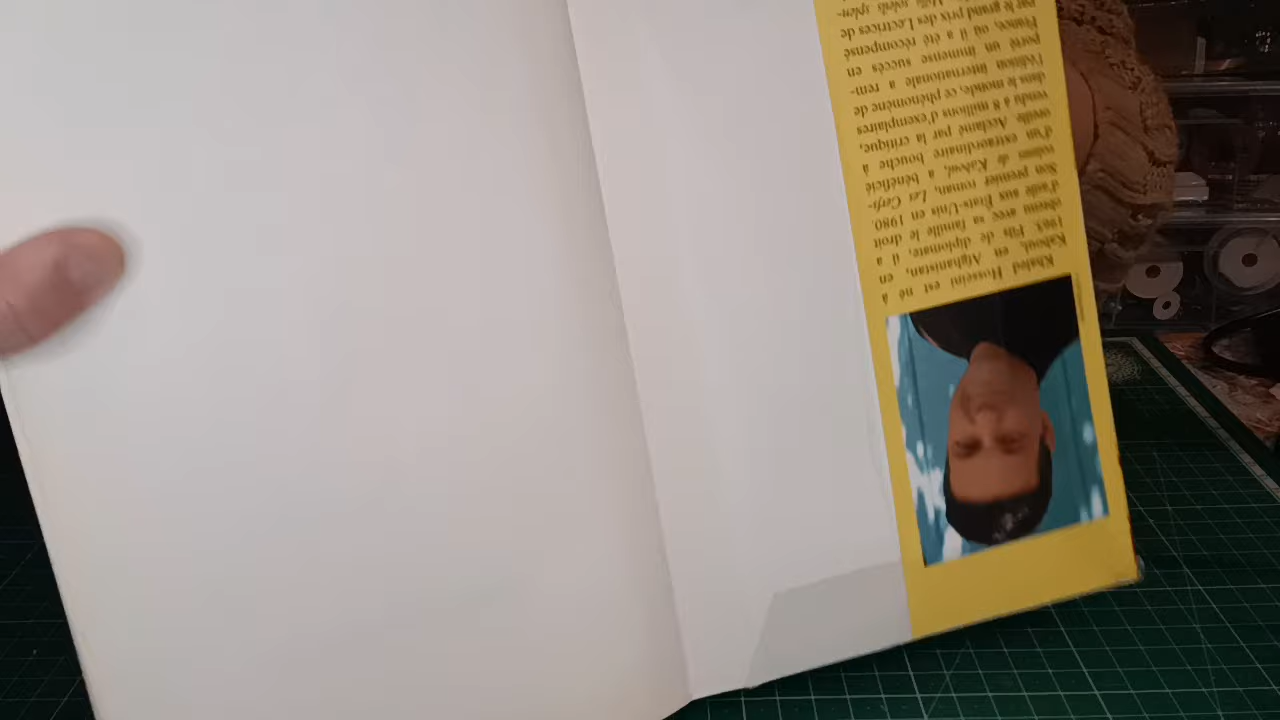 Khaled Hosseini est né à
Kaboul, en Afghanistan, en
1965. Fils de diplomate, il a
obtenu avec sa famille le droit
d'asile aux États-Unis en 1980.
Son premier roman, Les Cerfs-
volants de Kaboul, a bénéficié
d'un extraordinaire bouche à
oreille. Acclamé par la critique,
vendu à 8 millions d'exemplaires
dans le monde, ce phénomène de
l'édition internationale a rem-
porté un immense succès en
France, où il a été récompensé
par le grand prix des Lectrices de
Mille soleils splen-